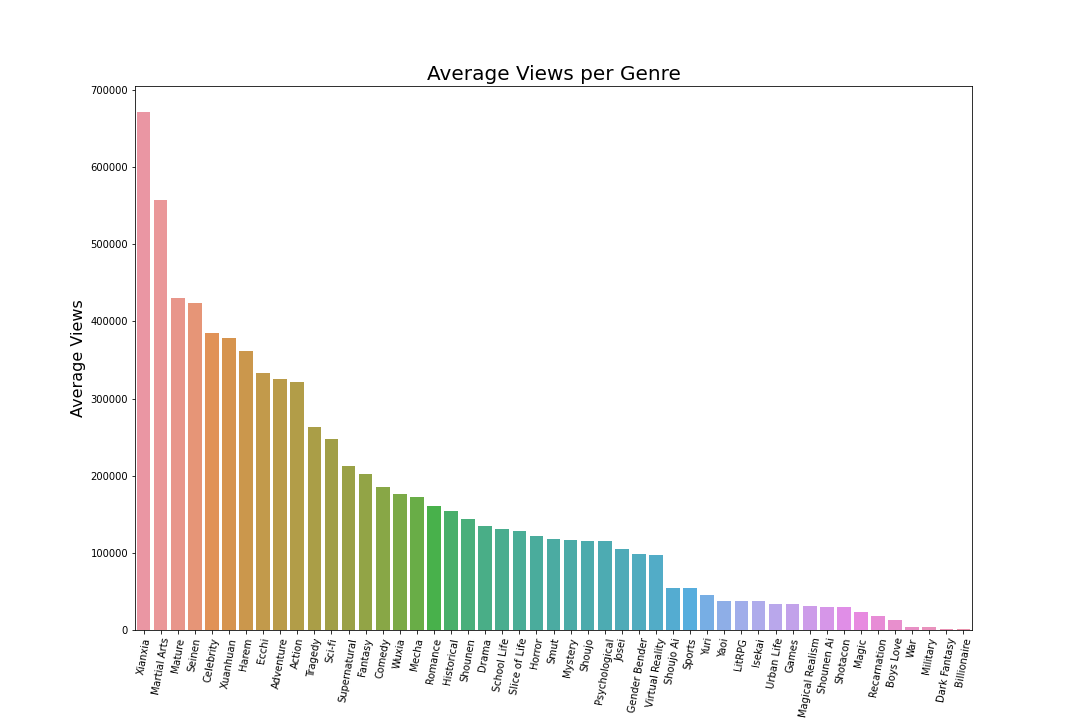 Average Views per Genre
Average Views
700000
600000
500000
400000
300000
200000
100000
0
Xianxia
Martial Arts
Mature
Seinen
Celebrity
Xuanhuan
Harem
Ecchi
Adventure
Action
Tragedy
Sci-fi
Supernatural
Fantasy
Comedy
Wuxia
Mecha
Romance
Historical
Shounen
Drama
School Life
Slice of Life
Horror
Smut
Mystery
Shoujo
Psychological
Josei
Gender Bender
Virtual Reality
Shoujo Ai
Sports
Yuri
Yaoi
LitRPG
Isekai
Urban Life
Games
Magical Realism
Shounen Ai
Shotacon
Magic
Recarnation
Boys Love
War
Military
Dark Fantasy
Billionaire